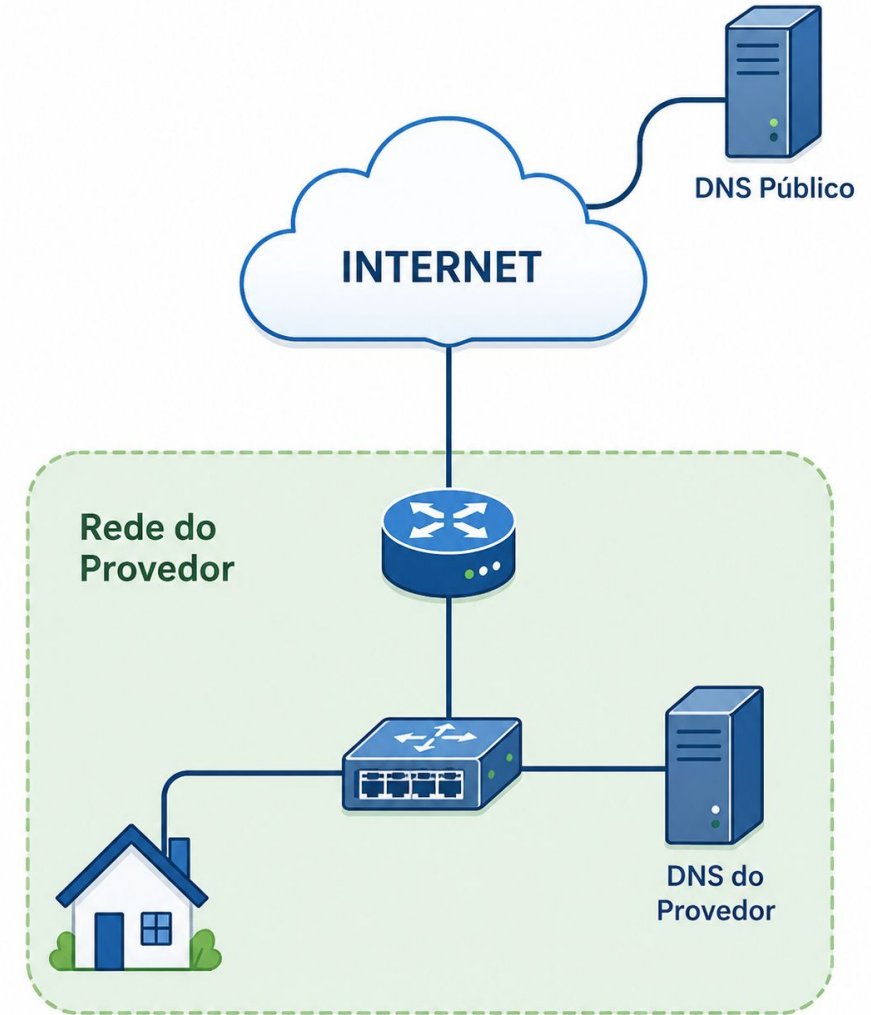 DNS Público
INTERNET
Rede do
Provedor
DNS do
Provedor